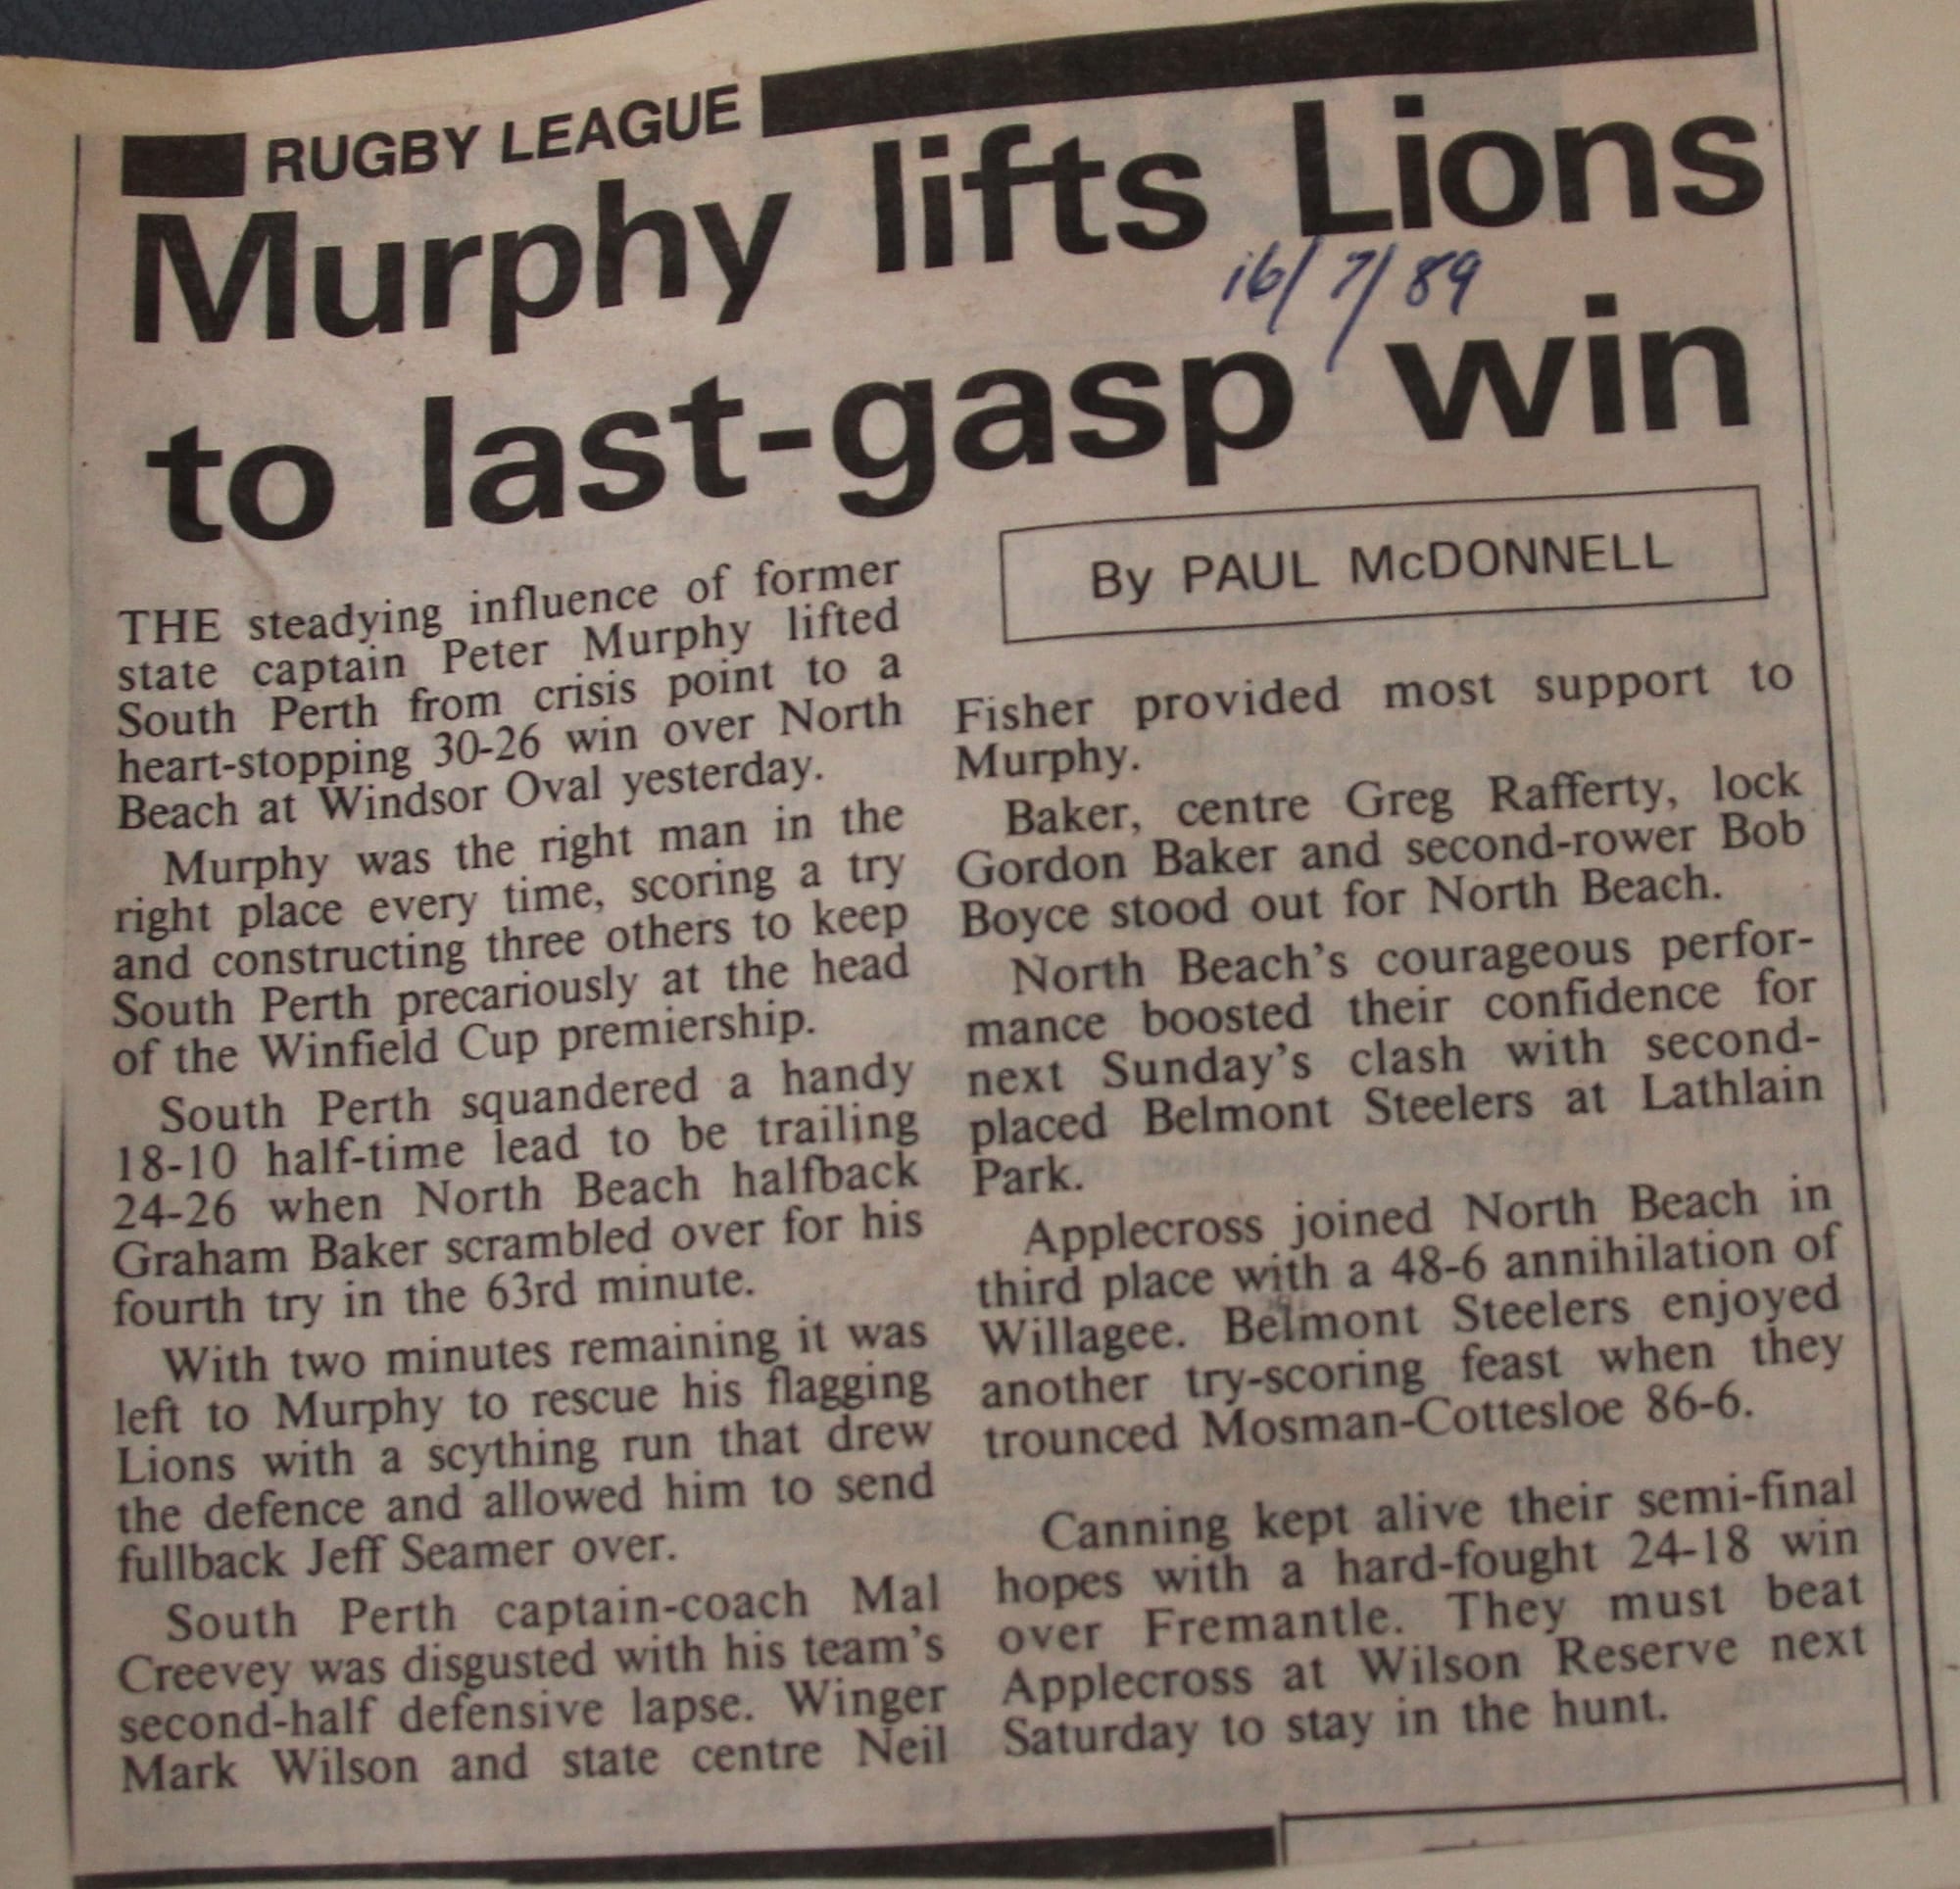 RUGBY LEAGUE
Murphy lifts Lions
16/7/89
to last-gasp win
By PAUL McDONNELL
THE steadying influence of former
state captain Peter Murphy lifted
South Perth from crisis point to a
heart-stopping 30-26 win over North
Beach at Windsor Oval yesterday.
Murphy was the right man in the
right place every time, scoring a try
and constructing three others to keep
South Perth precariously at the head
of the Winfield Cup premiership.
South Perth squandered a handy
18-10 half-time lead to be trailing
24-26 when North Beach halfback
Graham Baker scrambled over for his
fourth try in the 63rd minute.
With two minutes remaining it was
left to Murphy to rescue his flagging
Lions with a scything run that drew
the defence and allowed him to send
fullback Jeff Seamer over.
South Perth captain-coach Mal
Creevey was disgusted with his team's
second-half defensive lapse. Winger
Mark Wilson and state centre Neil
Fisher provided most support to
Murphy.
Baker, centre Greg Rafferty, lock
Gordon Baker and second-rower Bob
Boyce stood out for North Beach.
North Beach's courageous perfor-
mance boosted their confidence for
next Sunday's clash with second-
placed Belmont Steelers at Lathlain
Park.
Applecross joined North Beach in
third place with a 48-6 annihilation of
Willagee. Belmont Steelers enjoyed
another try-scoring feast when they
trounced Mosman-Cottesloe 86-6.
Canning kept alive their semi-final
hopes with a hard-fought 24-18 win
over Fremantle. They must beat
Applecross at Wilson Reserve next
Saturday to stay in the hunt.